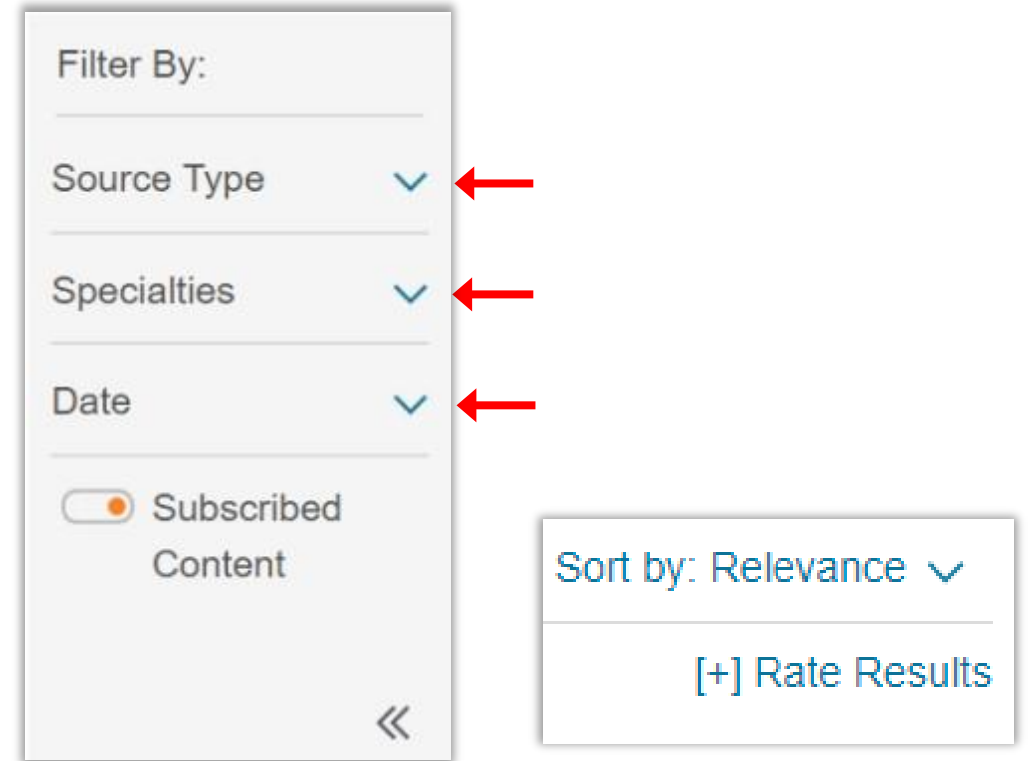 Filter By:
Source Type
Specialties
Date
Subscribed
Content
Sort by: Relevance
[+] Rate Results